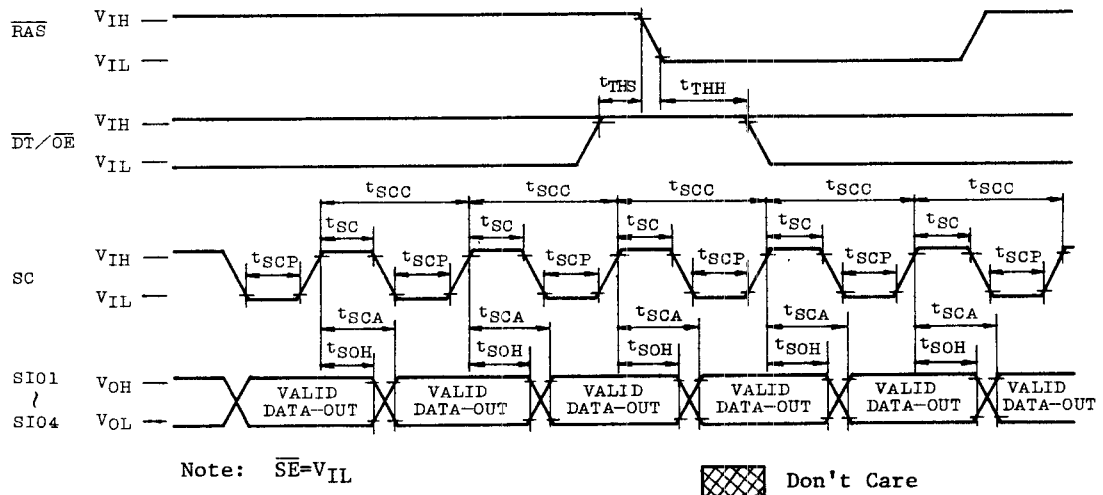 RAS VIH
VIL
tTHS tTHH
DT/OE VIH
VIL
tSCC tSCC tSCC tSCC tSCC
tSC tSC tSC tSC tSC
SC VIH tSCP tSCP tSCP tSCP tSCP tSCP
VIL
tSCA tSCA tSCA tSCA tSCA
tSOH tSOH tSOH tSOH tSOH
SIO1 VOH VALID VALID VALID VALID VALID VALID
~ DATA-OUT DATA-OUT DATA-OUT DATA-OUT DATA-OUT DATA-OUT
SIO4 VOL
Note: SE=VIL
Don't Care